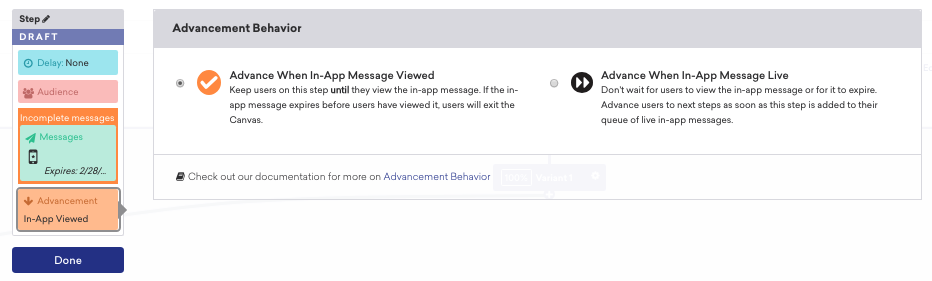 Step
DRAFT
Delay: None
Audience
Incomplete messages
Messages
Expires: 2/28/...
Advancement
In-App Viewed
Done
Advancement Behavior
Advance When In-App Message Viewed
Keep users on this step until they view the in-app message. If the in-
app message expires before users have viewed it, users will exit the
Canvas.
Advance When In-App Message Live
Don't wait for users to view the in-app message or for it to expire.
Advance users to next steps as soon as this step is added to their
queue of live in-app messages.
Check out our documentation for more on Advancement Behavior
100% Variant 1